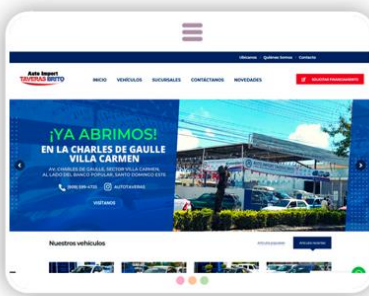 Ubícanos
Quiénes Somos
Contacto
Auto Import
TAVERAS BRITO
INICIO
VEHÍCULOS
SUCURSALES
CONTÁCTANOS
NOVEDADES
SOLICITAR FINANCIAMIENTO
¡YA ABRIMOS!
EN LA CHARLES DE GAULLE
VILLA CARMEN
AV. CHARLES DE GAULLE, SECTOR VILLA CARMEN,
AL LADO DEL BANCO POPULAR, SANTO DOMINGO ESTE.
AUTOTAVERAS
VISÍTANOS
Nuestros vehículos